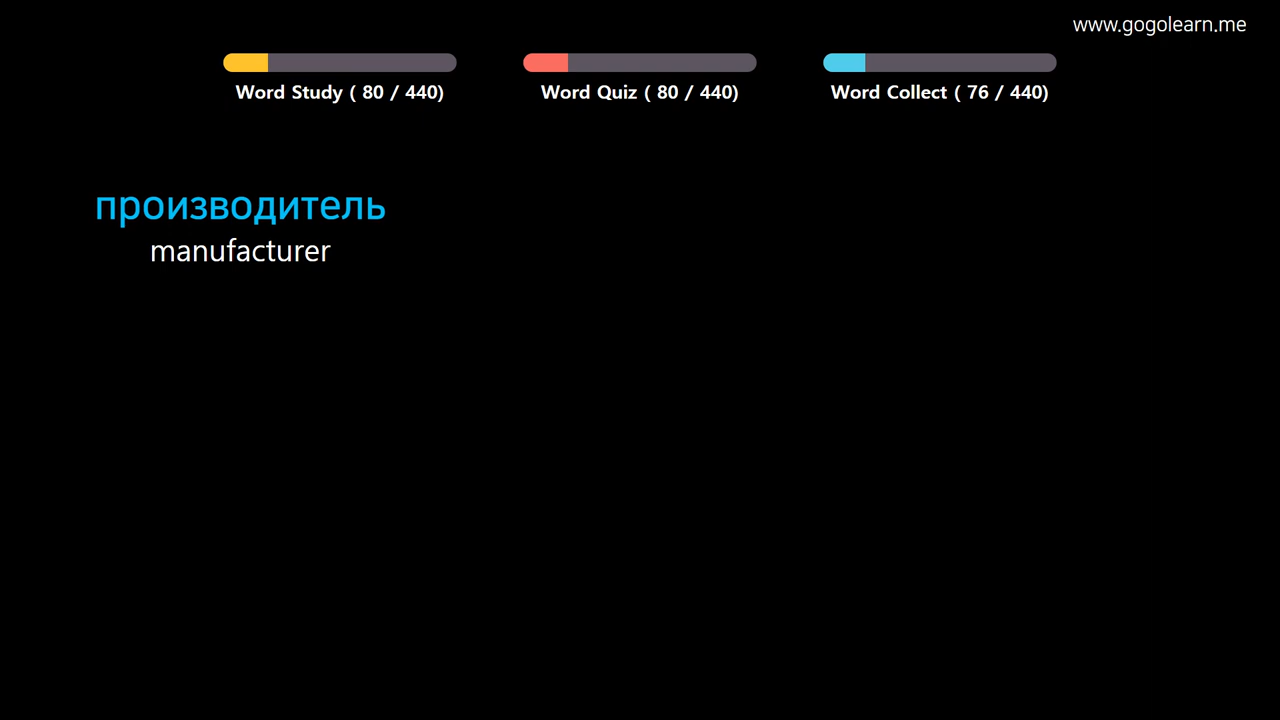 www.gogolearn.me
Word Study ( 80 / 440)
Word Quiz ( 80 / 440)
Word Collect ( 76 / 440)
производитель
manufacturer